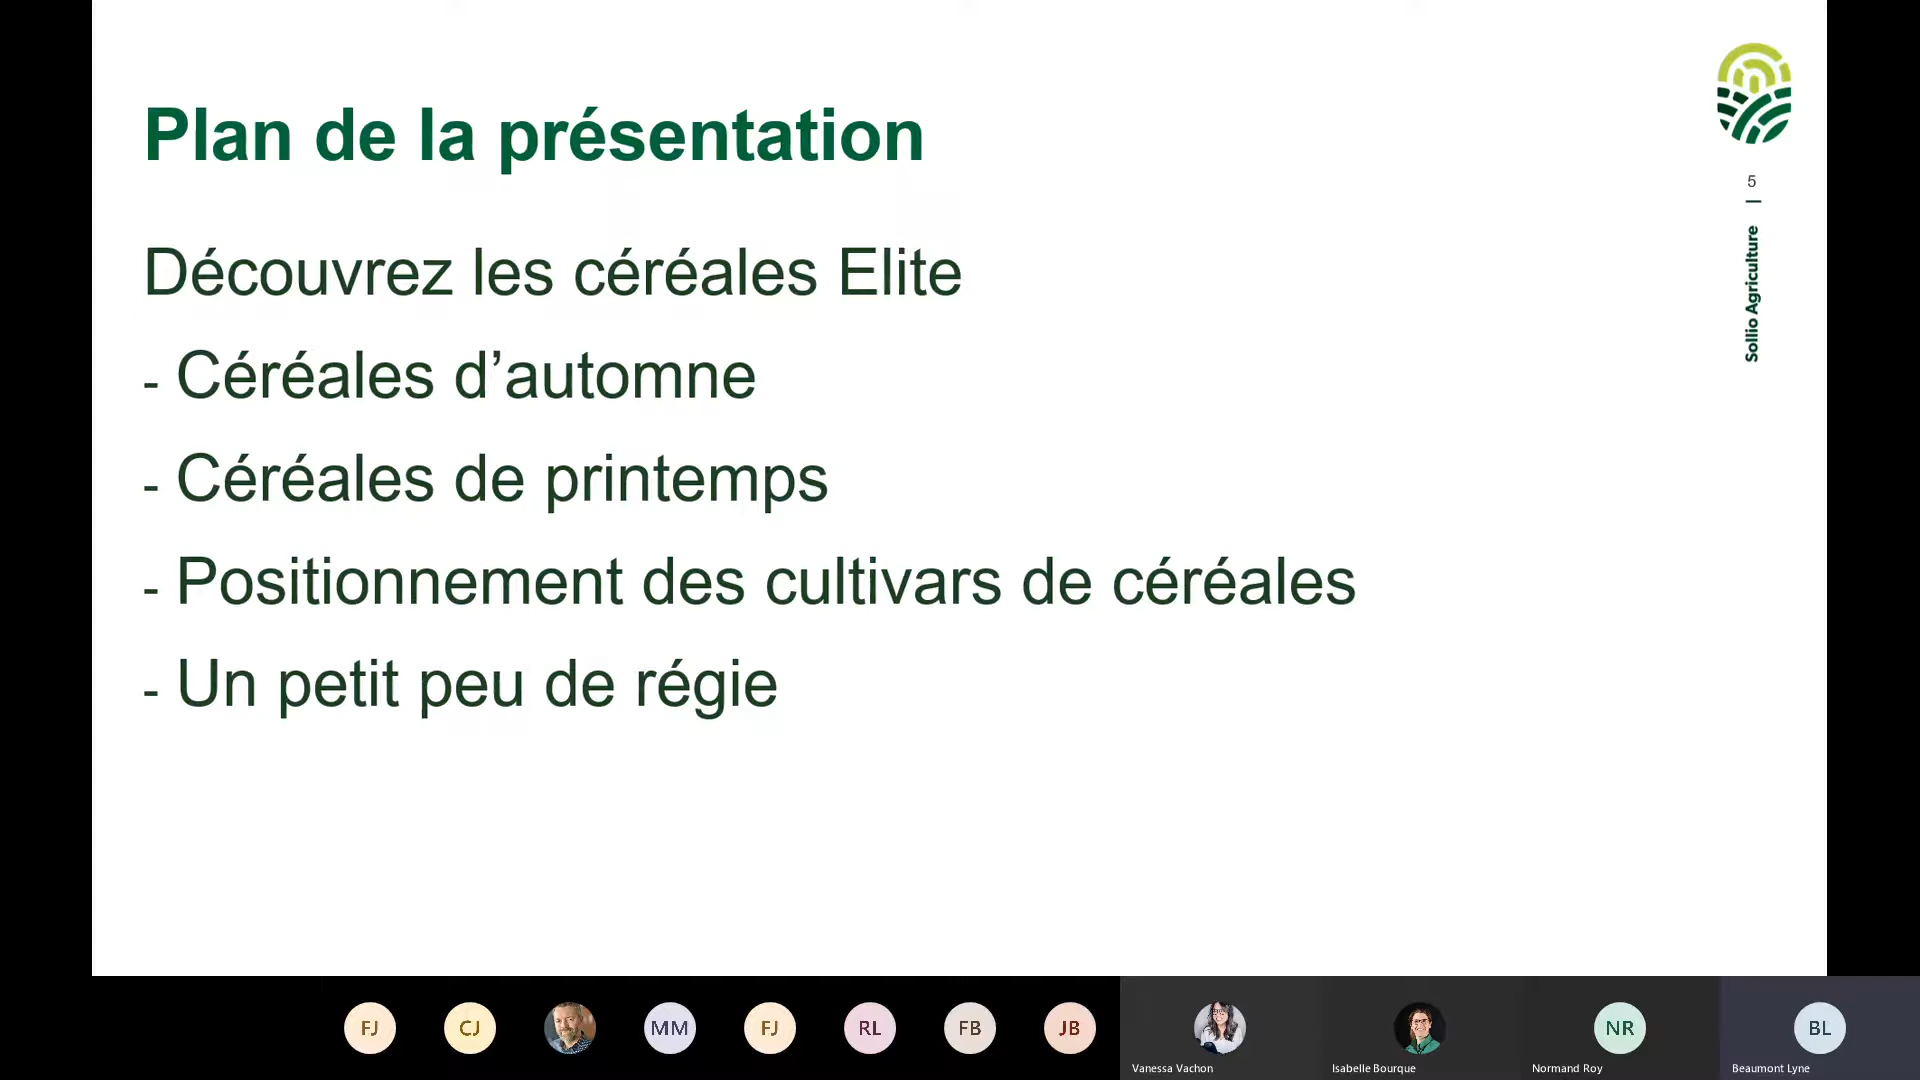 Plan de la présentation
Découvrez les céréales Elite
- Céréales d’automne
- Céréales de printemps
- Positionnement des cultivars de céréales
- Un petit peu de régie
5
Sollio Agriculture
FJ
CJ
MM
FJ
RL
FB
JB
Vanessa Vachon
Isabelle Bourque
NR
Normand Roy
BL
Beaumont Lyne